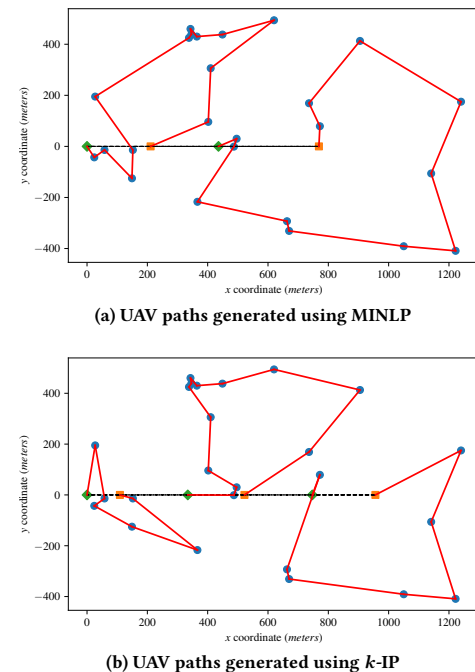 400
200
0
−200
−400
y coordinate (meters)
0 200 400 600 800 1000 1200
x coordinate (meters)
(a) UAV paths generated using MINLP
400
200
0
−200
−400
y coordinate (meters)
0 200 400 600 800 1000 1200
x coordinate (meters)
(b) UAV paths generated using k-IP